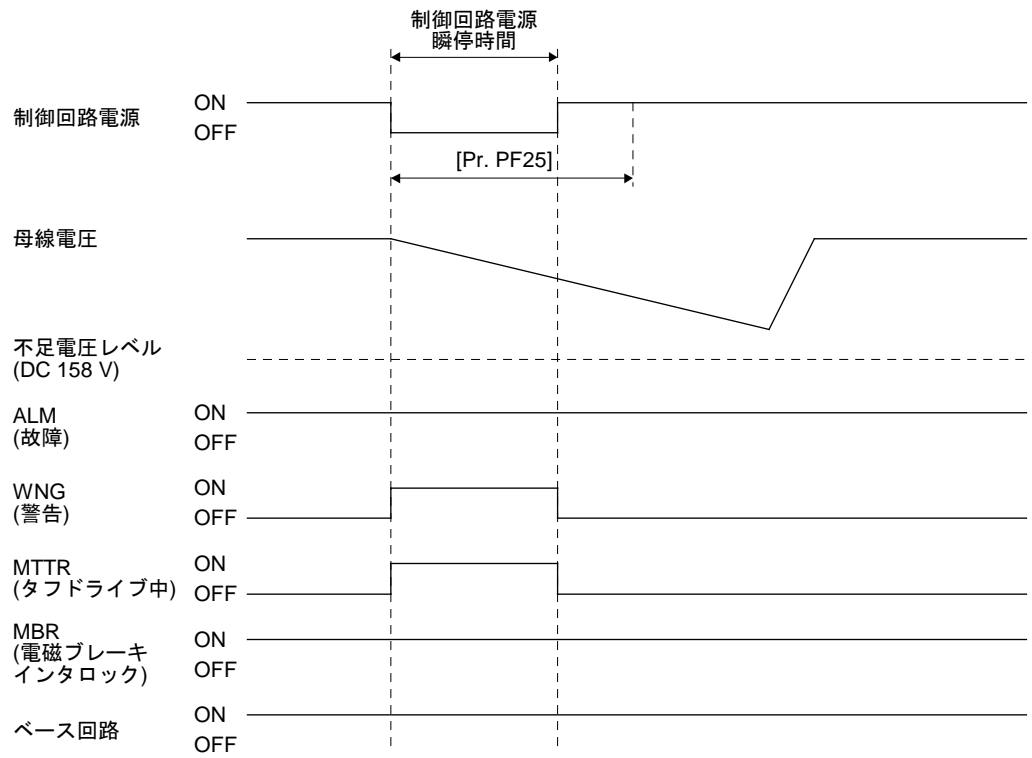 制御回路電源
瞬停時間
制御回路電源
ON
OFF
[Pr. PF25]
母線電圧
不足電圧レベル
(DC 158 V)
ALM
(故障)
ON
OFF
WNG
(警告)
ON
OFF
MTTR
(タフドライブ中)
ON
OFF
MBR
(電磁ブレーキ
インタロック)
ON
OFF
ベース回路
ON
OFF